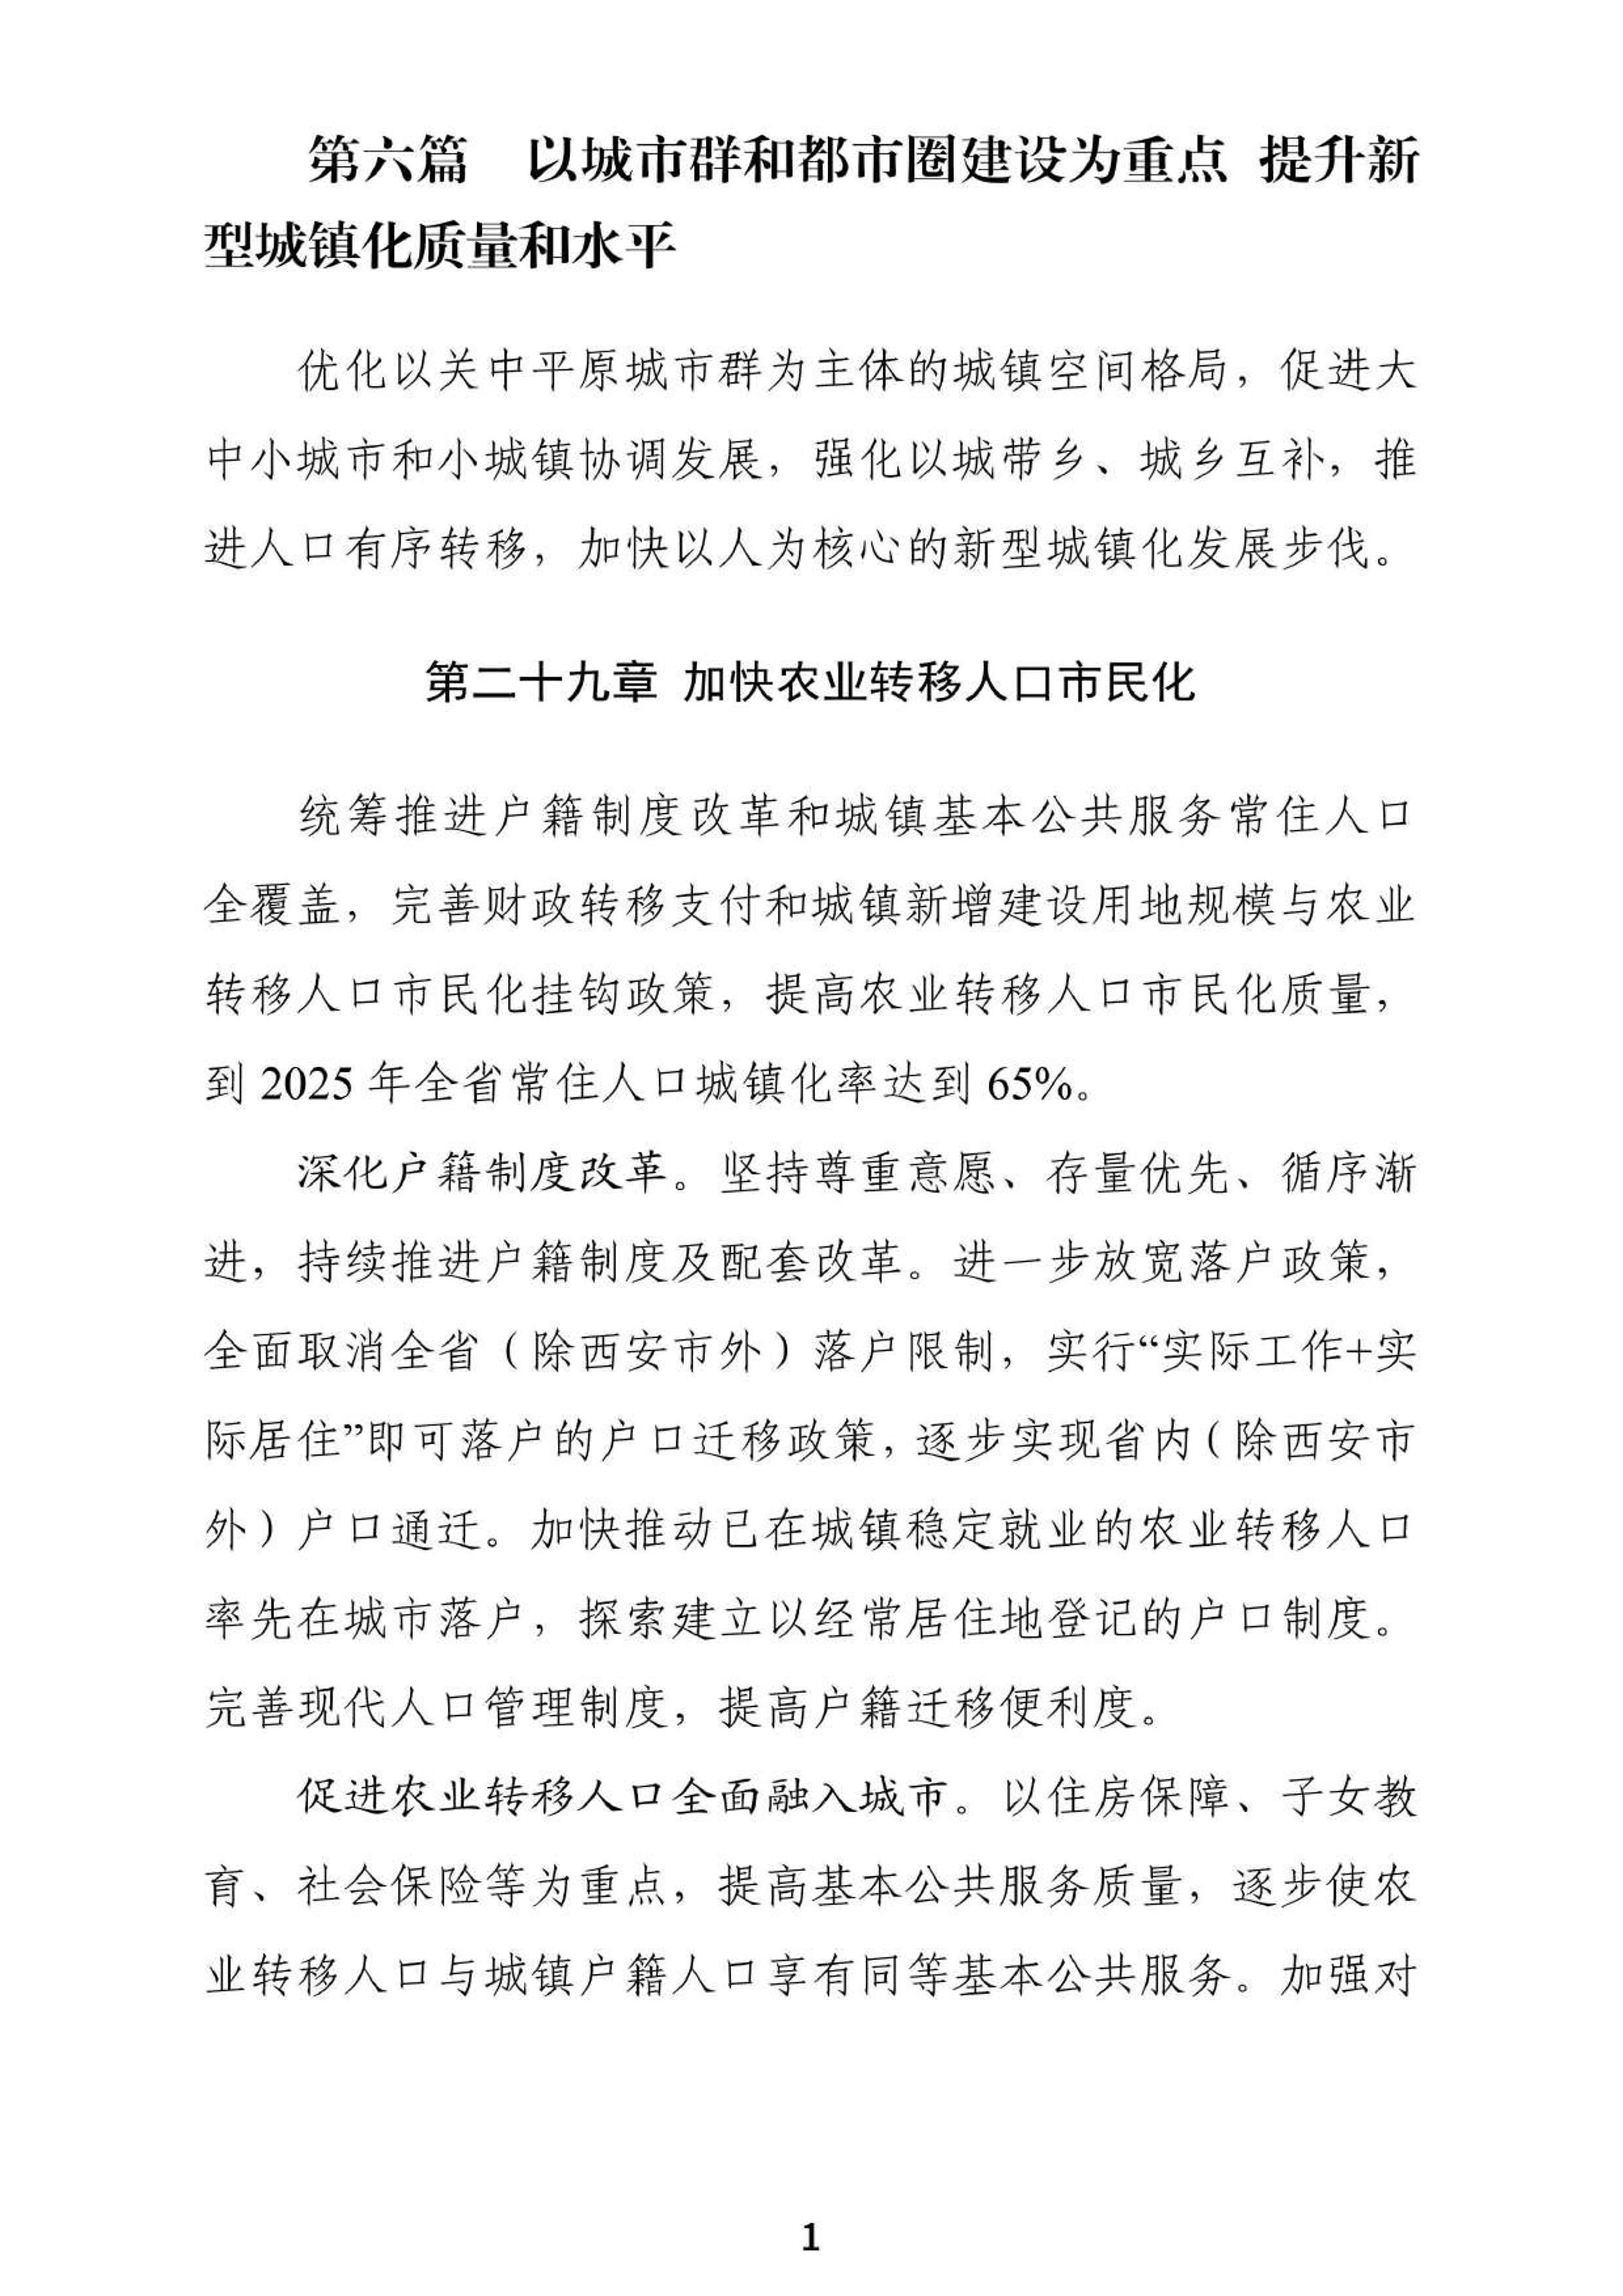 第六篇　以城市群和都市圈建设为重点 提升新
型城镇化质量和水平
优化以关中平原城市群为主体的城镇空间格局，促进大
中小城市和小城镇协调发展，强化以城带乡、城乡互补，推
进人口有序转移，加快以人为核心的新型城镇化发展步伐。
第二十九章 加快农业转移人口市民化
统筹推进户籍制度改革和城镇基本公共服务常住人口
全覆盖，完善财政转移支付和城镇新增建设用地规模与农业
转移人口市民化挂钩政策，提高农业转移人口市民化质量，
到 2025 年全省常住人口城镇化率达到 65%。
深化户籍制度改革。坚持尊重意愿、存量优先、循序渐
进，持续推进户籍制度及配套改革。进一步放宽落户政策，
全面取消全省（除西安市外）落户限制，实行“实际工作+实
际居住”即可落户的户口迁移政策，逐步实现省内（除西安市
外）户口通迁。加快推动已在城镇稳定就业的农业转移人口
率先在城市落户，探索建立以经常居住地登记的户口制度。
完善现代人口管理制度，提高户籍迁移便利度。
促进农业转移人口全面融入城市。以住房保障、子女教
育、社会保险等为重点，提高基本公共服务质量，逐步使农
业转移人口与城镇户籍人口享有同等基本公共服务。加强对
1